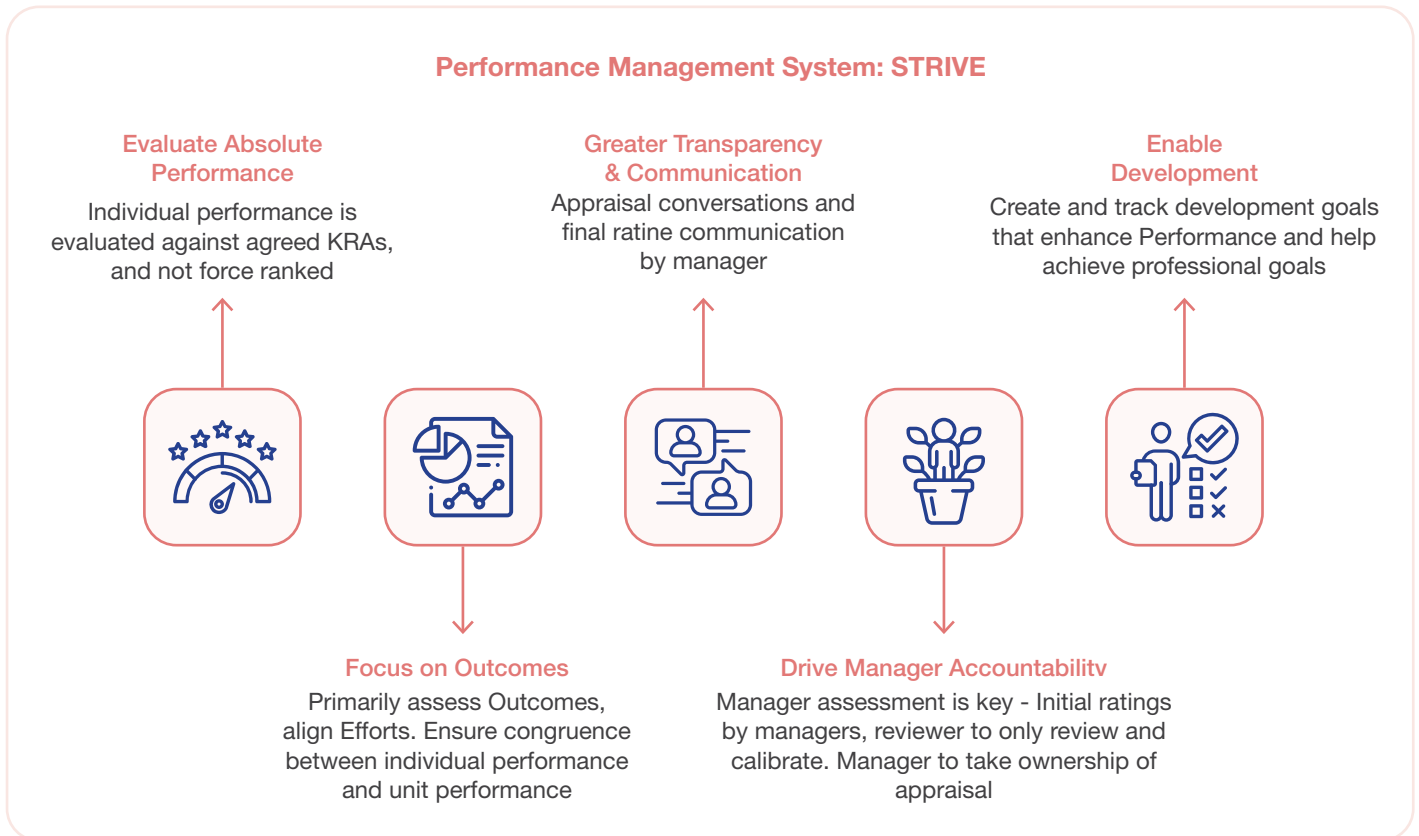 Performance Management System: STRIVE
Evaluate Absolute
Performance
Individual performance is
evaluated against agreed KRAs,
and not force ranked
Greater Transparency
& Communication
Appraisal conversations and
final ratine communication
by manager
Enable
Development
Create and track development goals
that enhance Performance and help
achieve professional goals
Focus on Outcomes
Primarily assess Outcomes,
align Efforts. Ensure congruence
between individual performance
and unit performance
Drive Manager Accountabilitv
Manager assessment is key - Initial ratings
by managers, reviewer to only review and
calibrate. Manager to take ownership of
appraisal